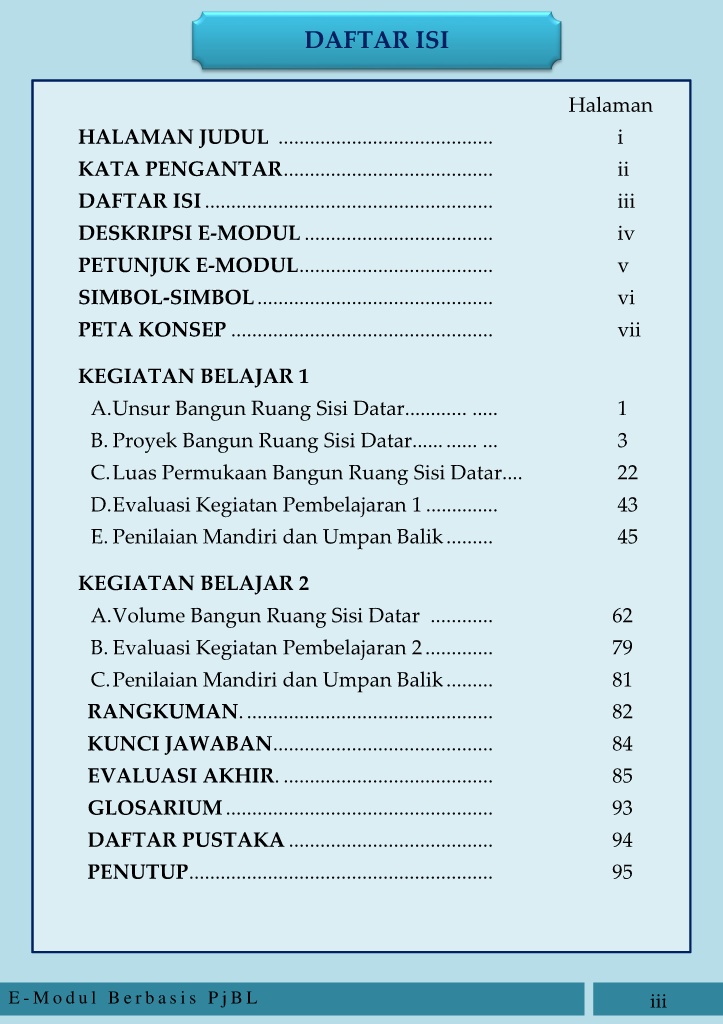 DAFTAR ISI
Halaman
HALAMAN JUDUL ......................................... i
KATA PENGANTAR........................................ ii
DAFTAR ISI ....................................................... iii
DESKRIPSI E-MODUL .................................... iv
PETUNJUK E-MODUL..................................... v
SIMBOL-SIMBOL ............................................. vi
PETA KONSEP .................................................. vii
KEGIATAN BELAJAR 1
A.Unsur Bangun Ruang Sisi Datar............ ..... 1
B. Proyek Bangun Ruang Sisi Datar...... ...... ... 3
C.Luas Permukaan Bangun Ruang Sisi Datar.... 22
D.Evaluasi Kegiatan Pembelajaran 1 .............. 43
E. Penilaian Mandiri dan Umpan Balik ......... 45
KEGIATAN BELAJAR 2
A.Volume Bangun Ruang Sisi Datar ............ 62
B. Evaluasi Kegiatan Pembelajaran 2 ............. 79
C.Penilaian Mandiri dan Umpan Balik ......... 81
RANGKUMAN. ............................................... 82
KUNCI JAWABAN.......................................... 84
EVALUASI AKHIR. ........................................ 85
GLOSARIUM ................................................... 93
DAFTAR PUSTAKA ....................................... 94
PENUTUP.......................................................... 95
E-Modul Berbasis PjBL iii